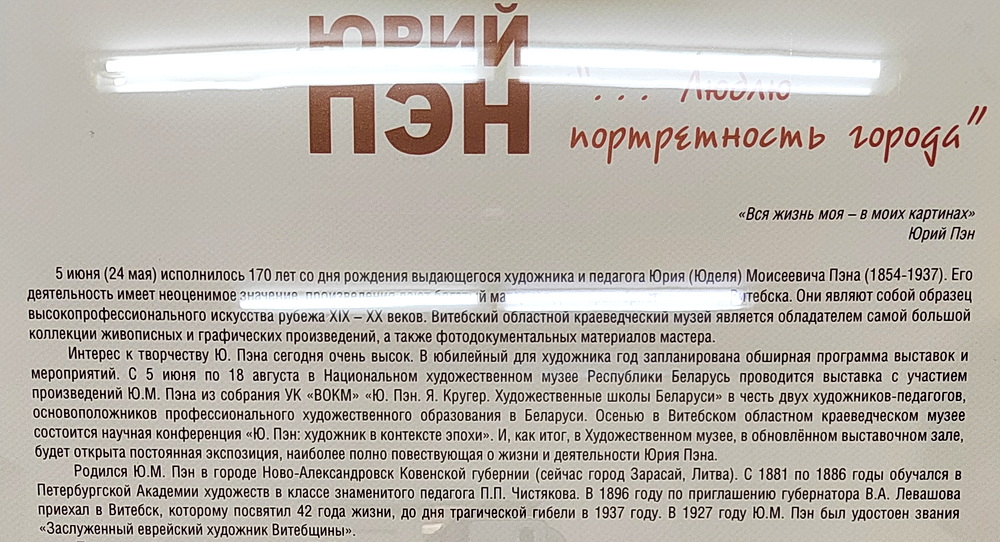 ЮРИЙ
ПЭН
"... Люблю
портретность города"
«Вся жизнь моя – в моих картинах»
Юрий Пэн
5 июня (24 мая) исполнилось 170 лет со дня рождения выдающегося художника и педагога Юрия (Юделя) Моисеевича Пэна (1854-1937). Его
деятельность имеет неоценимое значение, произведения дают Витебска. Они являют собой образец
высокопрофессионального искусства рубежа XIX – XX веков. Витебский областной краеведческий музей является обладателем самой большой
коллекции живописных и графических произведений, а также фотодокументальных материалов мастера.
Интерес к творчеству Ю. Пэна сегодня очень высок. В юбилейный для художника год запланирована обширная программа выставок и
мероприятий. С 5 июня по 18 августа в Национальном художественном музее Республики Беларусь проводится выставка с участием
произведений Ю.М. Пэна из собрания УК «ВОКМ» «Ю. Пэн. Я. Кругер. Художественные школы Беларуси» в честь двух художников-педагогов,
основоположников профессионального художественного образования в Беларуси. Осенью в Витебском областном краеведческом музее
состоится научная конференция «Ю. Пэн: художник в контексте эпохи». И, как итог, в Художественном музее, в обновлённом выставочном зале,
будет открыта постоянная экспозиция, наиболее полно повествующая о жизни и деятельности Юрия Пэна.
Родился Ю.М. Пэн в городе Ново-Александровск Ковенской губернии (сейчас город Зарасай, Литва). С 1881 по 1886 годы обучался в
Петербургской Академии художеств в классе знаменитого педагога П.П. Чистякова. В 1896 году по приглашению губернатора В.А. Левашова
приехал в Витебск, которому посвятил 42 года жизни, до дня трагической гибели в 1937 году. В 1927 году Ю.М. Пэн был удостоен звания
«Заслуженный еврейский художник Витебщины».